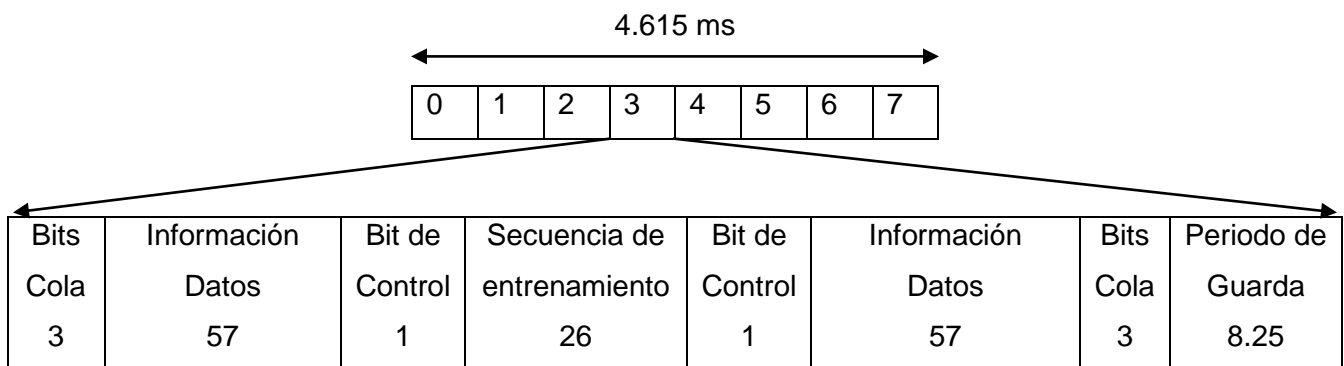 4.615 ms
0 1 2 3 4 5 6 7
Bits Información Bit de Secuencia de Bit de Información Bits Periodo de
Cola Datos Control entrenamiento Control Datos Cola Guarda
3 57 1 26 1 57 3 8.25